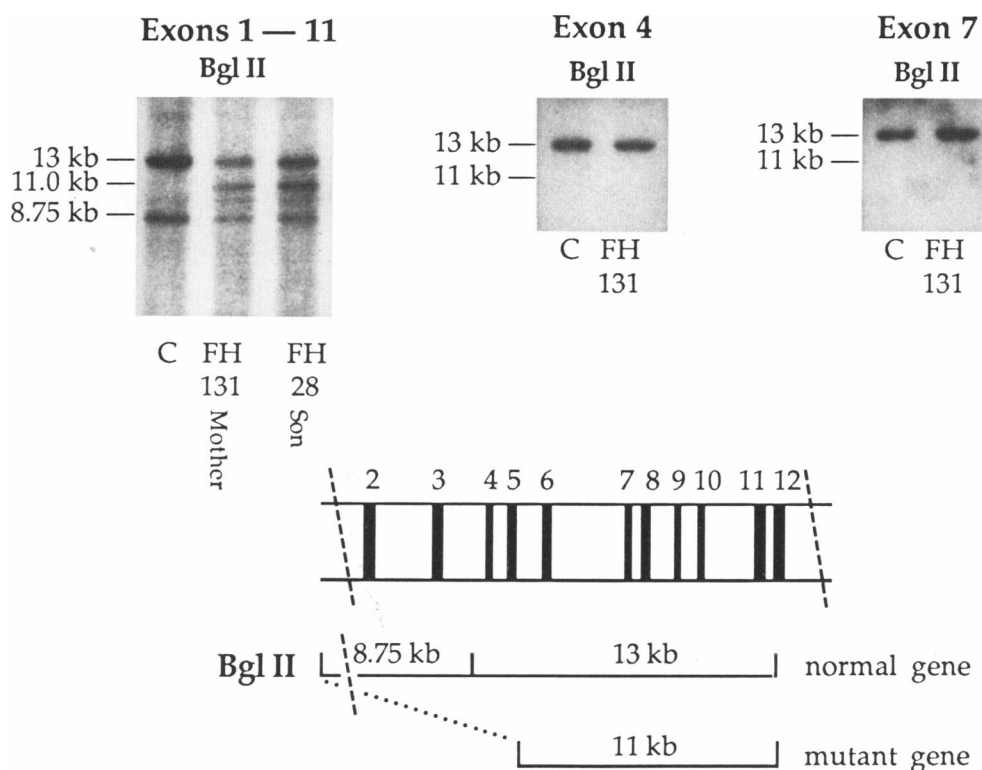 Exons 1 — 11
Bgl II
13 kb
11.0 kb
8.75 kb
C FH FH
131 28
Mother Son
Exon 4
Bgl II
13 kb
11 kb
C FH
131
Exon 7
Bgl II
13 kb
11 kb
C FH
131
2 3 4 5 6 7 8 9 10 11 12
Bgl II 8.75 kb 13 kb normal gene
11 kb mutant gene